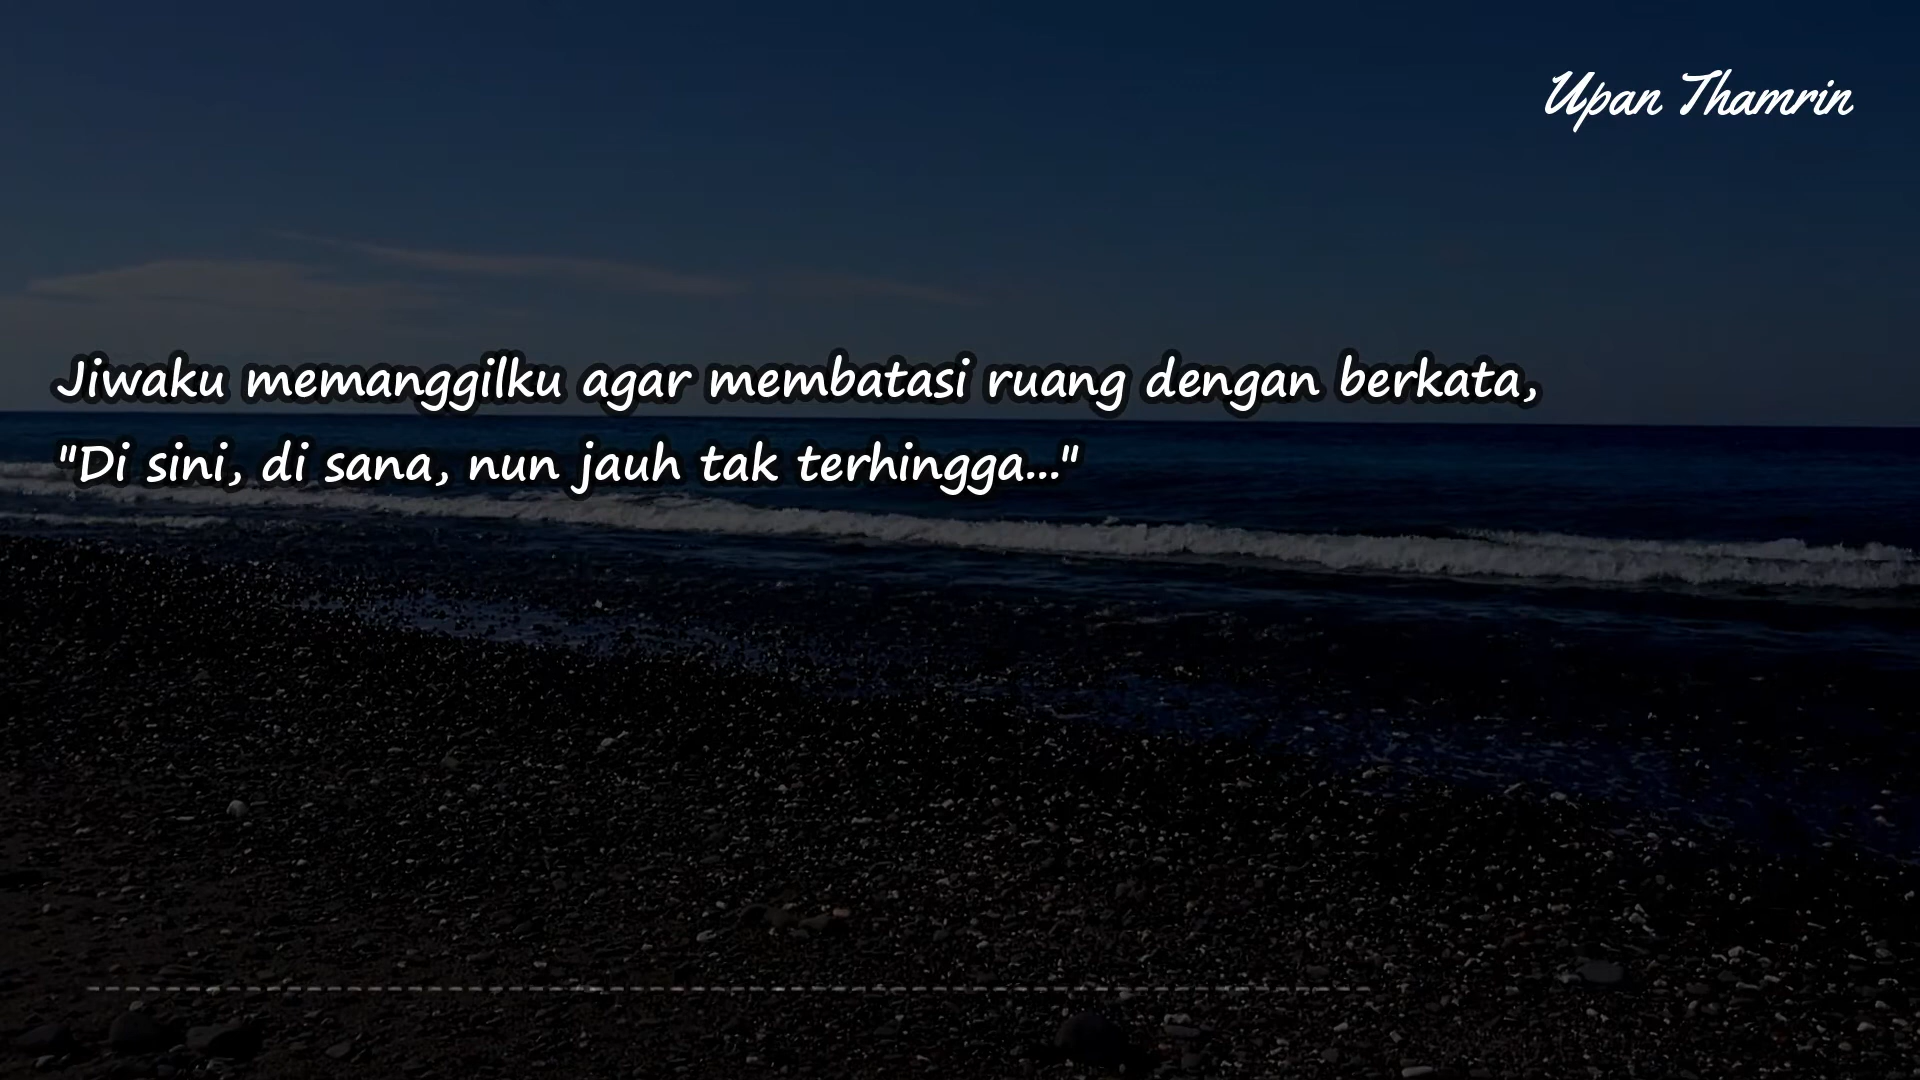 Upan Thamrin
Jiwaku memanggilku agar membatasi ruang dengan berkata,
"Di sini, di sana, nun jauh tak terhingga..."